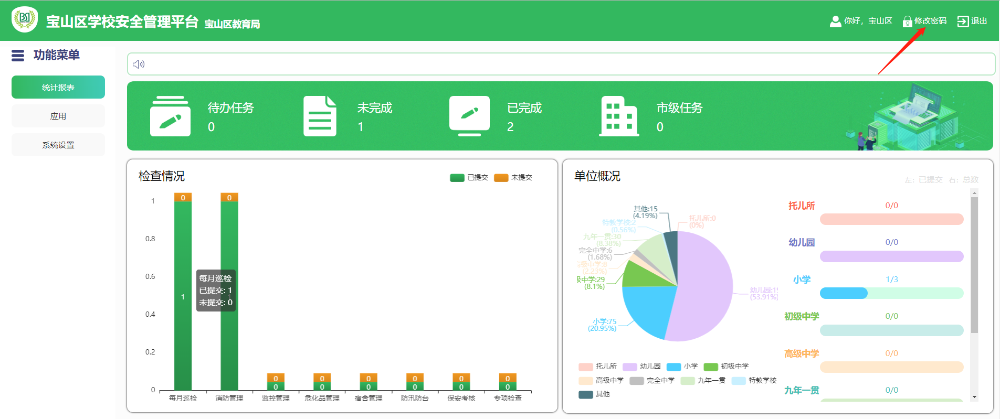 宝山区学校安全管理平台 宝山区教育局
你好，宝山区 修改密码 退出
功能菜单
统计报表
应用
系统设置
待办任务
0
未完成
1
已完成
2
市级任务
0
检查情况
已提交 未提交
1
0.8
0.6
0.4
0.2
0
0 0
1 1
0 0 0 0 0 0
0 0 0 0 0 0
每月巡检
已提交: 1
未提交: 0
每月巡检 消防管理 监控管理 危化品管理 宿舍管理 防汛防台 保安考核 专项检查
单位概况
左: 已提交 右: 总数
其他:15
(4.19%)
托儿所:0
(0%)
特教学校:2
(0.56%)
九年一贯:30
(8.38%)
完全中学:6
(1.68%)
高级中学:8
(2.23%)
级中学:29
(8.1%)
幼儿园:19
(53.91%)
小学:75
(20.95%)
托儿所 幼儿园 小学 初级中学
高级中学 完全中学 九年一贯 特教学校
其他
托儿所 0/0
幼儿园 0/0
小学 1/3
初级中学 0/0
高级中学 0/0
九年一贯 0/0